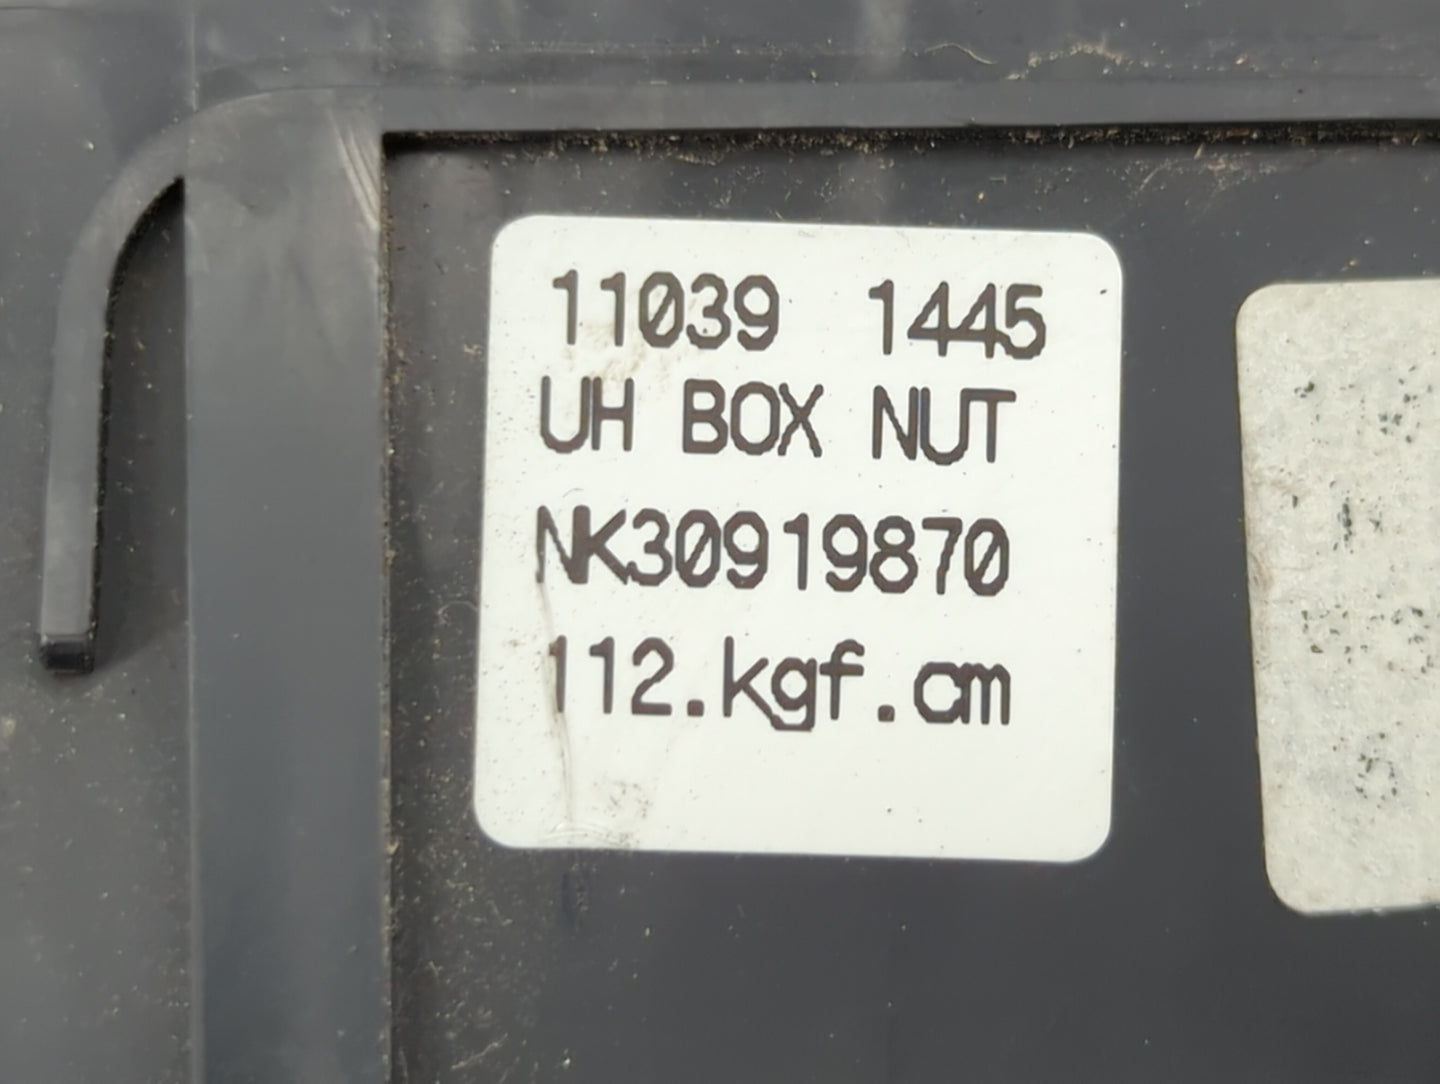 11039 1445
UH BOX NUT
NK30919870
112.kgf.cm